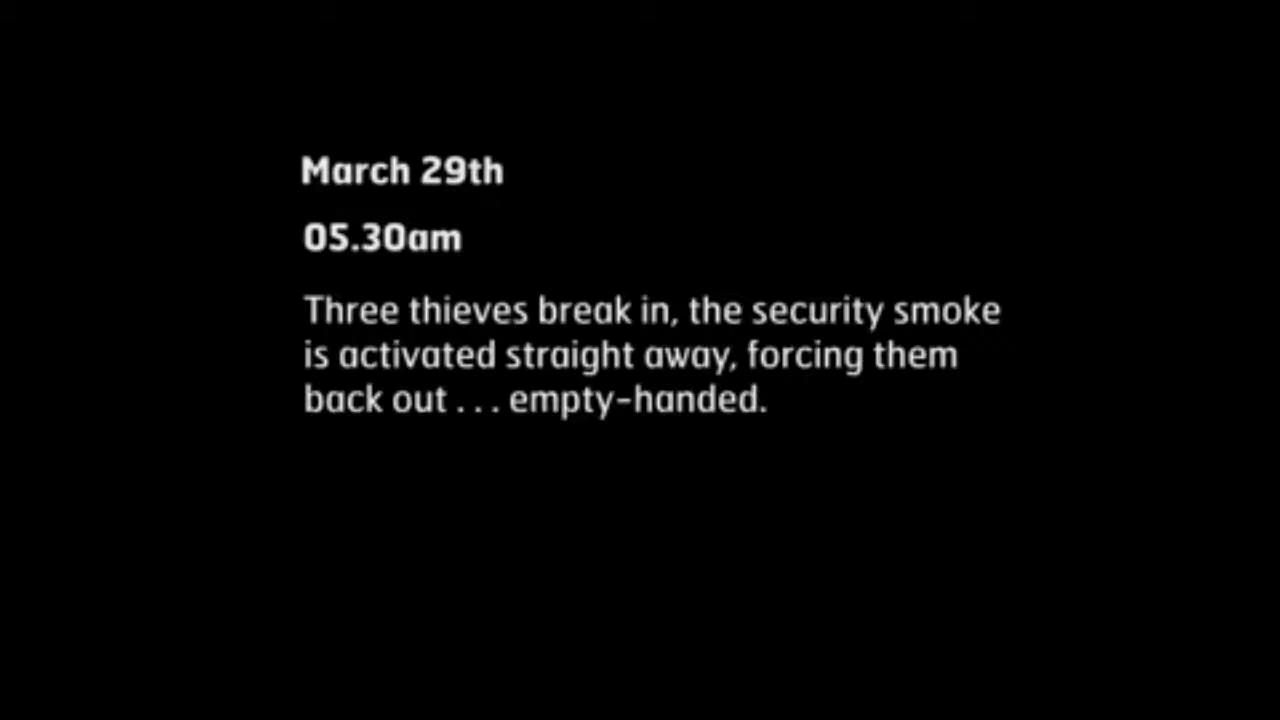 March 29th
05.30am
Three thieves break in, the security smoke
is activated straight away, forcing them
back out . . . empty-handed.